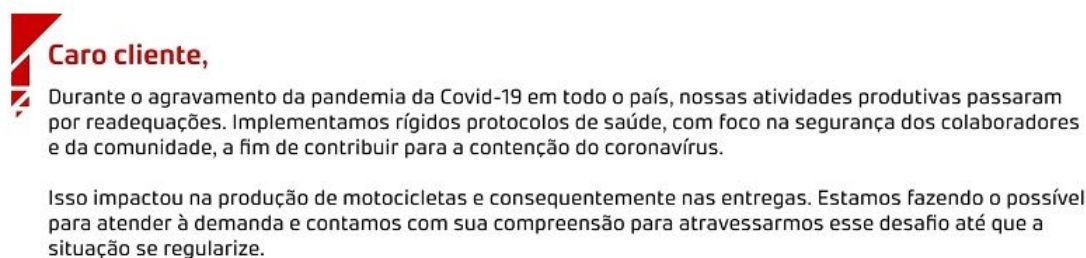 Caro cliente,
Durante o agravamento da pandemia da Covid-19 em todo o país, nossas atividades produtivas passaram
por readequações. Implementamos rígidos protocolos de saúde, com foco na segurança dos colaboradores
e da comunidade, a fim de contribuir para a contenção do coronavírus.
Isso impactou na produção de motocicletas e consequentemente nas entregas. Estamos fazendo o possível
para atender à demanda e contamos com sua compreensão para atravessarmos esse desafio até que a
situação se regularize.